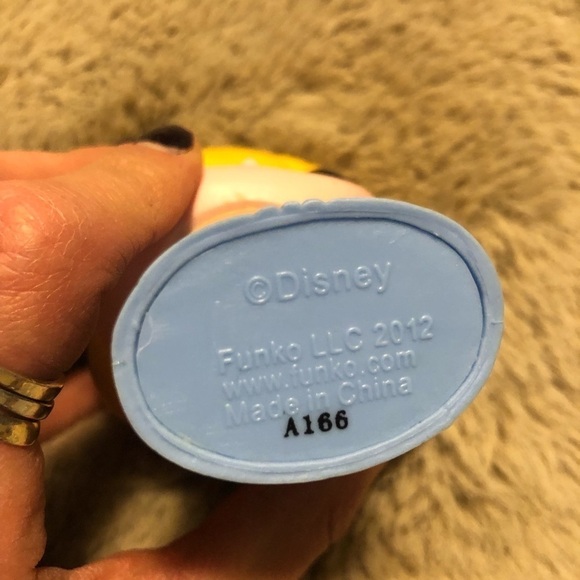 ©Disney
Funko LLC 2012
www.funko.com
Made in China
A166